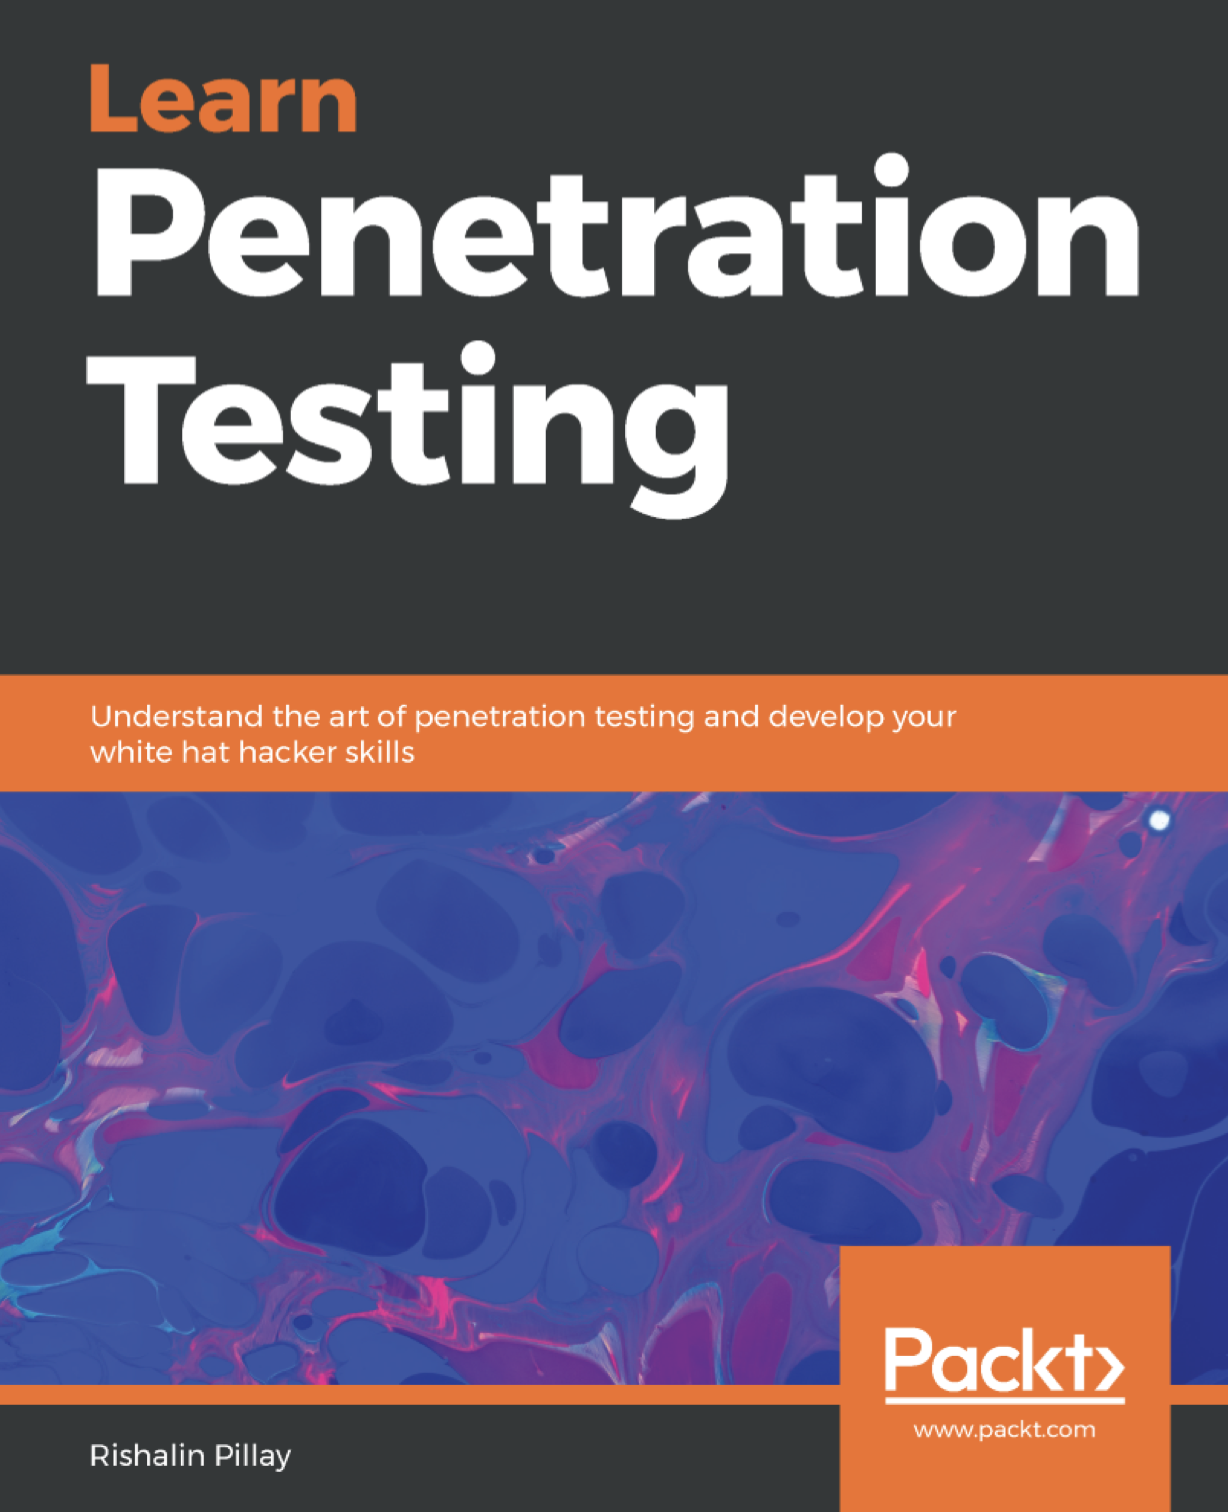 Learn
Penetration
Testing
Understand the art of penetration testing and develop your
white hat hacker skills
Packt>
www.packt.com
Rishalin Pillay